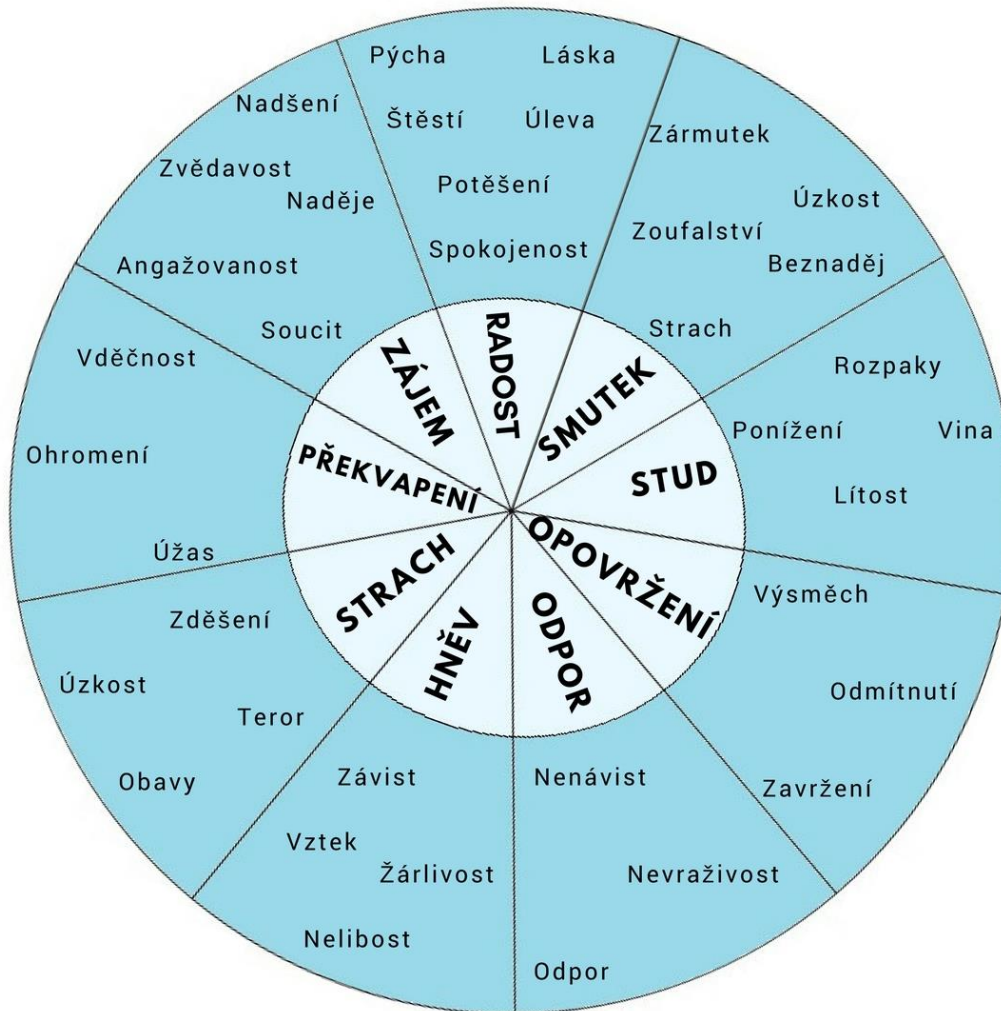 Pýcha
Láska
Štěstí
Úleva
Potěšení
Spokojenost
RADOST
Zármutek
Úzkost
Zoufalství
Beznaděj
Strach
SMUTEK
Rozpaky
Ponížení
Vina
Lítost
STUD
Výsměch
Odmítnutí
Zavržení
OPOVRŽENÍ
Nenávist
Nevraživost
Odpor
ODPOR
Závist
Vztek
Žárlivost
Nelibost
HNĚV
Zděšení
Úzkost
Teror
Obavy
STRACH
Vděčnost
Ohromení
Úžas
PŘEKVAPENÍ
Nadšení
Zvědavost
Naděje
Angažovanost
Soucit
ZÁJEM